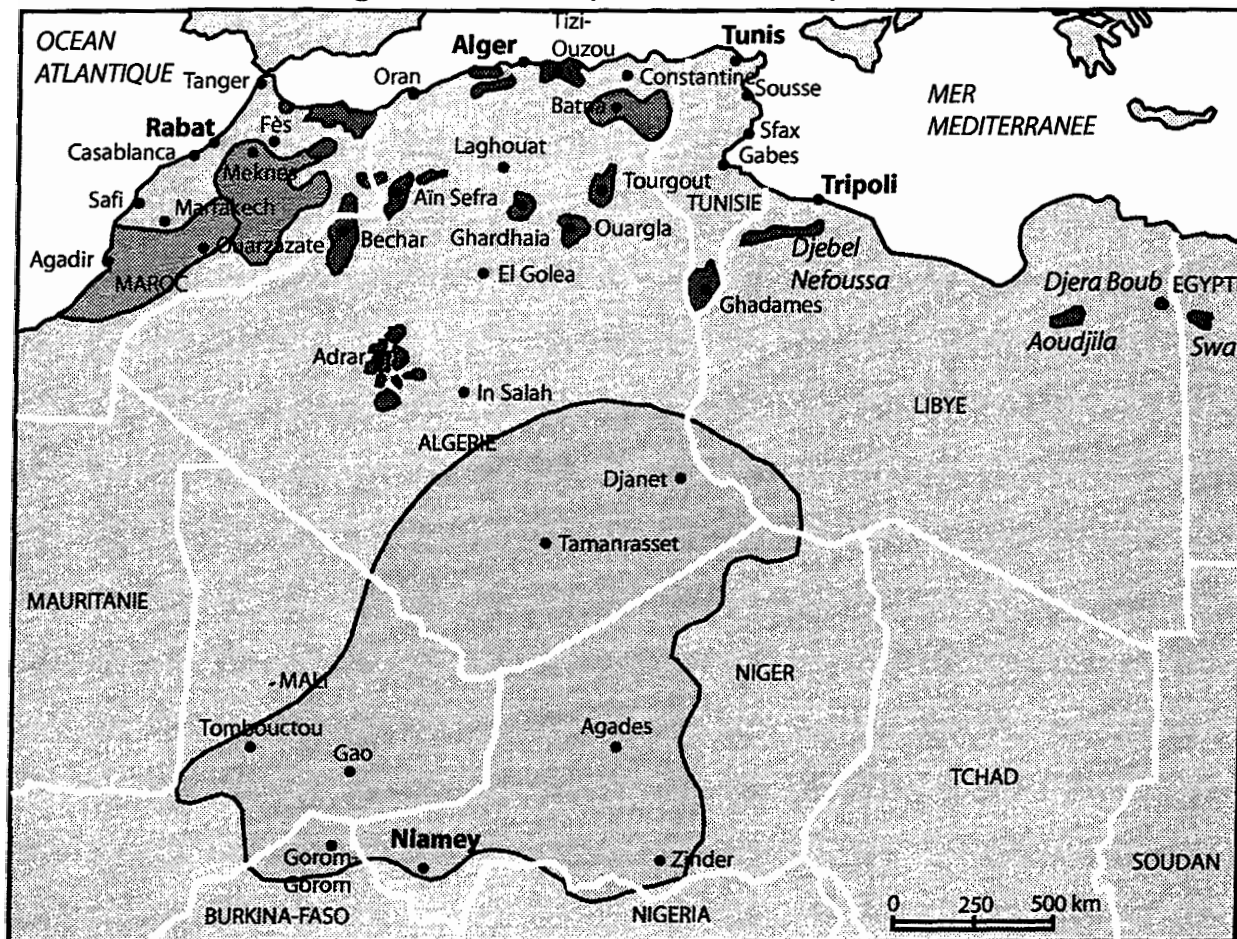 OCEAN
ATLANTIQUE
Tizi-
Ouzou
Alger
Tunis
Tanger
Oran
Constantine
Sousse
MER
MEDITERRANEE
Batna
Rabat
Fès
Casablanca
Meknes
Laghouat
Sfax
Gabes
Safi
Marrakech
Aïn Sefra
Tourgout
TUNISIE
Tripoli
Ouarzazate
Bechar
Ghardhaia
Ouargla
Djebel
Nefoussa
Agadir
MAROC
El Golea
Ghadames
Djera Boub
EGYPT
Aoudjila
Swa
Adrar
In Salah
LIBYE
ALGERIE
Djanet
Tamanrasset
MAURITANIE
MALI
NIGER
Tombouctou
Gao
Agades
TCHAD
Niamey
Gorom
Gorom
Zinder
SOUDAN
BURKINA-FASO
NIGERIA
0 250 500 km